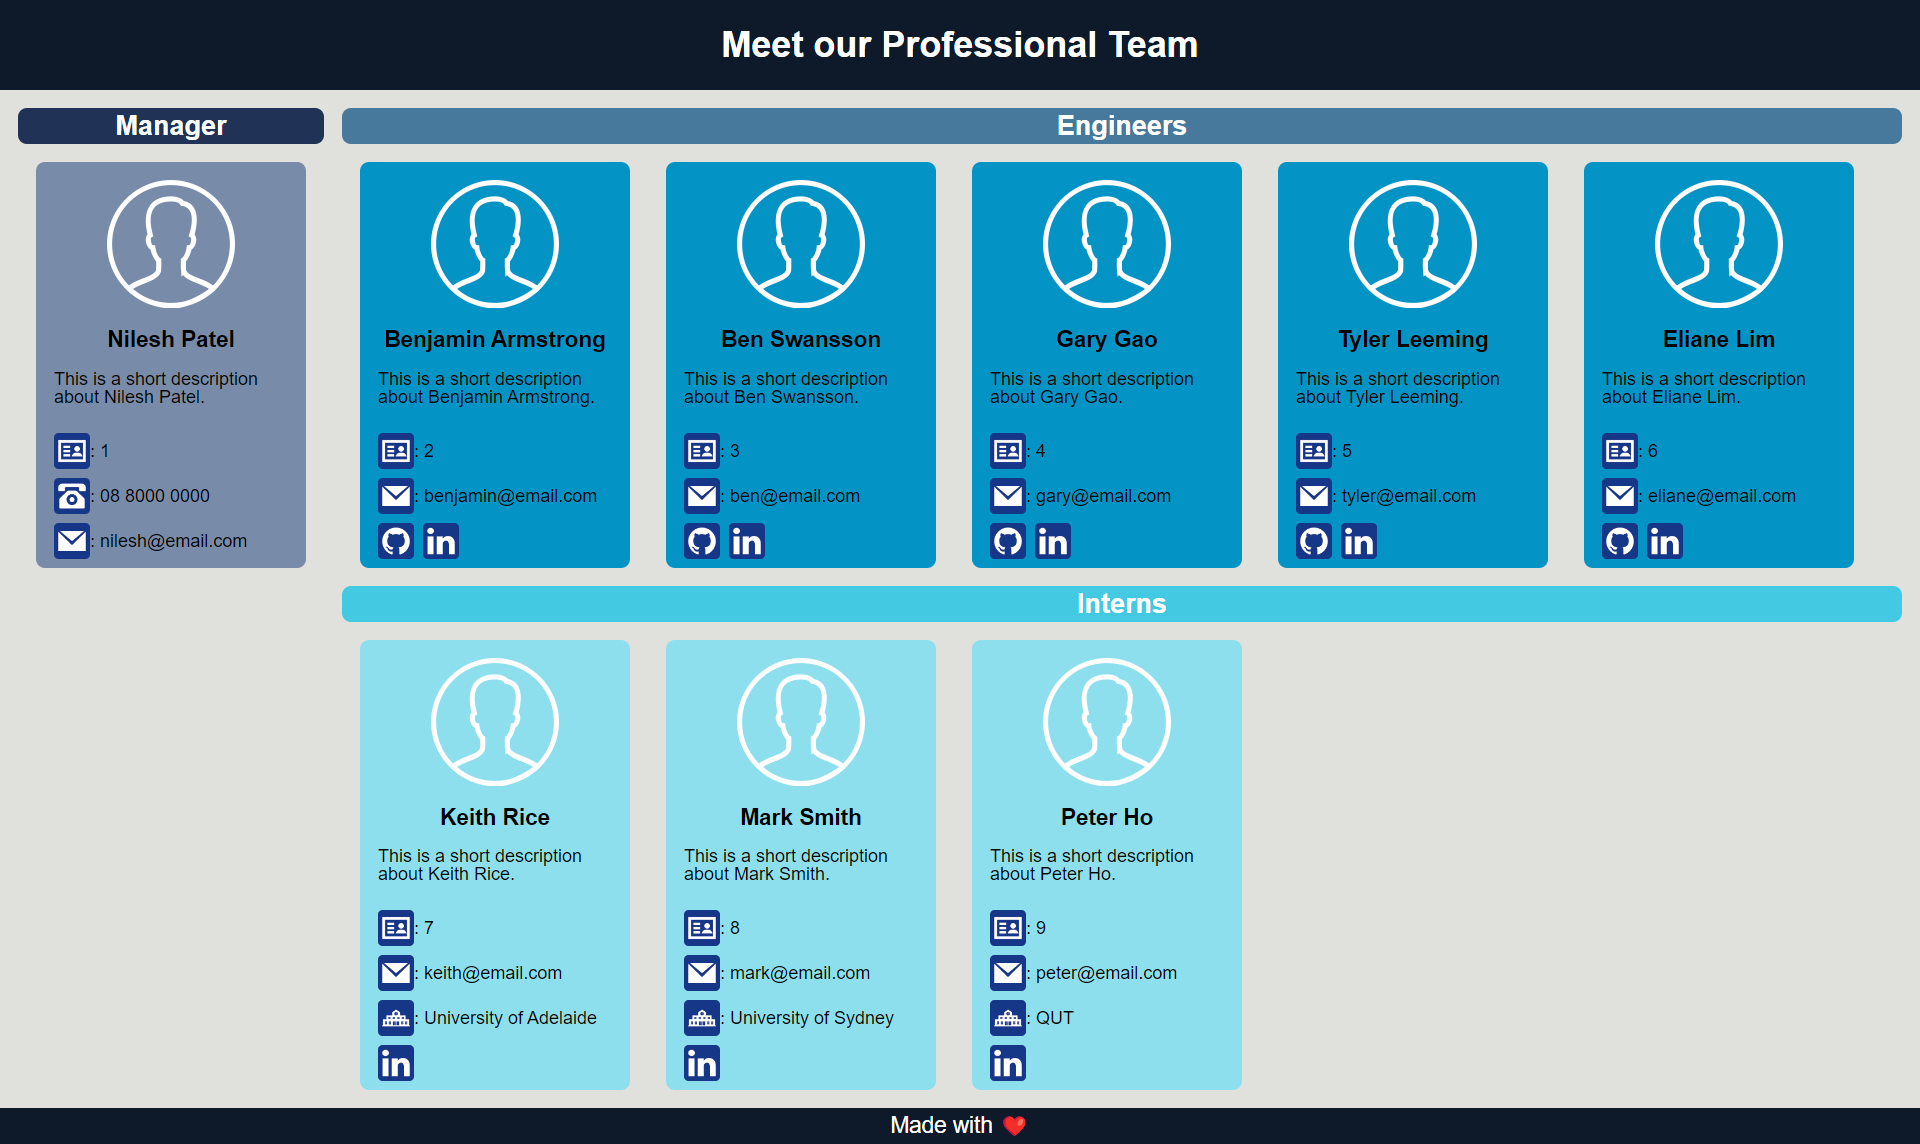 Meet our Professional Team
Manager
Nilesh Patel
This is a short description
about Nilesh Patel.
: 1
: 08 8000 0000
: nilesh@email.com
Engineers
Benjamin Armstrong
This is a short description
about Benjamin Armstrong.
: 2
: benjamin@email.com
in
Ben Swansson
This is a short description
about Ben Swansson.
: 3
: ben@email.com
in
Gary Gao
This is a short description
about Gary Gao.
: 4
: gary@email.com
in
Tyler Leeming
This is a short description
about Tyler Leeming.
: 5
: tyler@email.com
in
Eliane Lim
This is a short description
about Eliane Lim.
: 6
: eliane@email.com
in
Interns
Keith Rice
This is a short description
about Keith Rice.
: 7
: keith@email.com
: University of Adelaide
in
Mark Smith
This is a short description
about Mark Smith.
: 8
: mark@email.com
: University of Sydney
in
Peter Ho
This is a short description
about Peter Ho.
: 9
: peter@email.com
: QUT
in
Made with ❤️